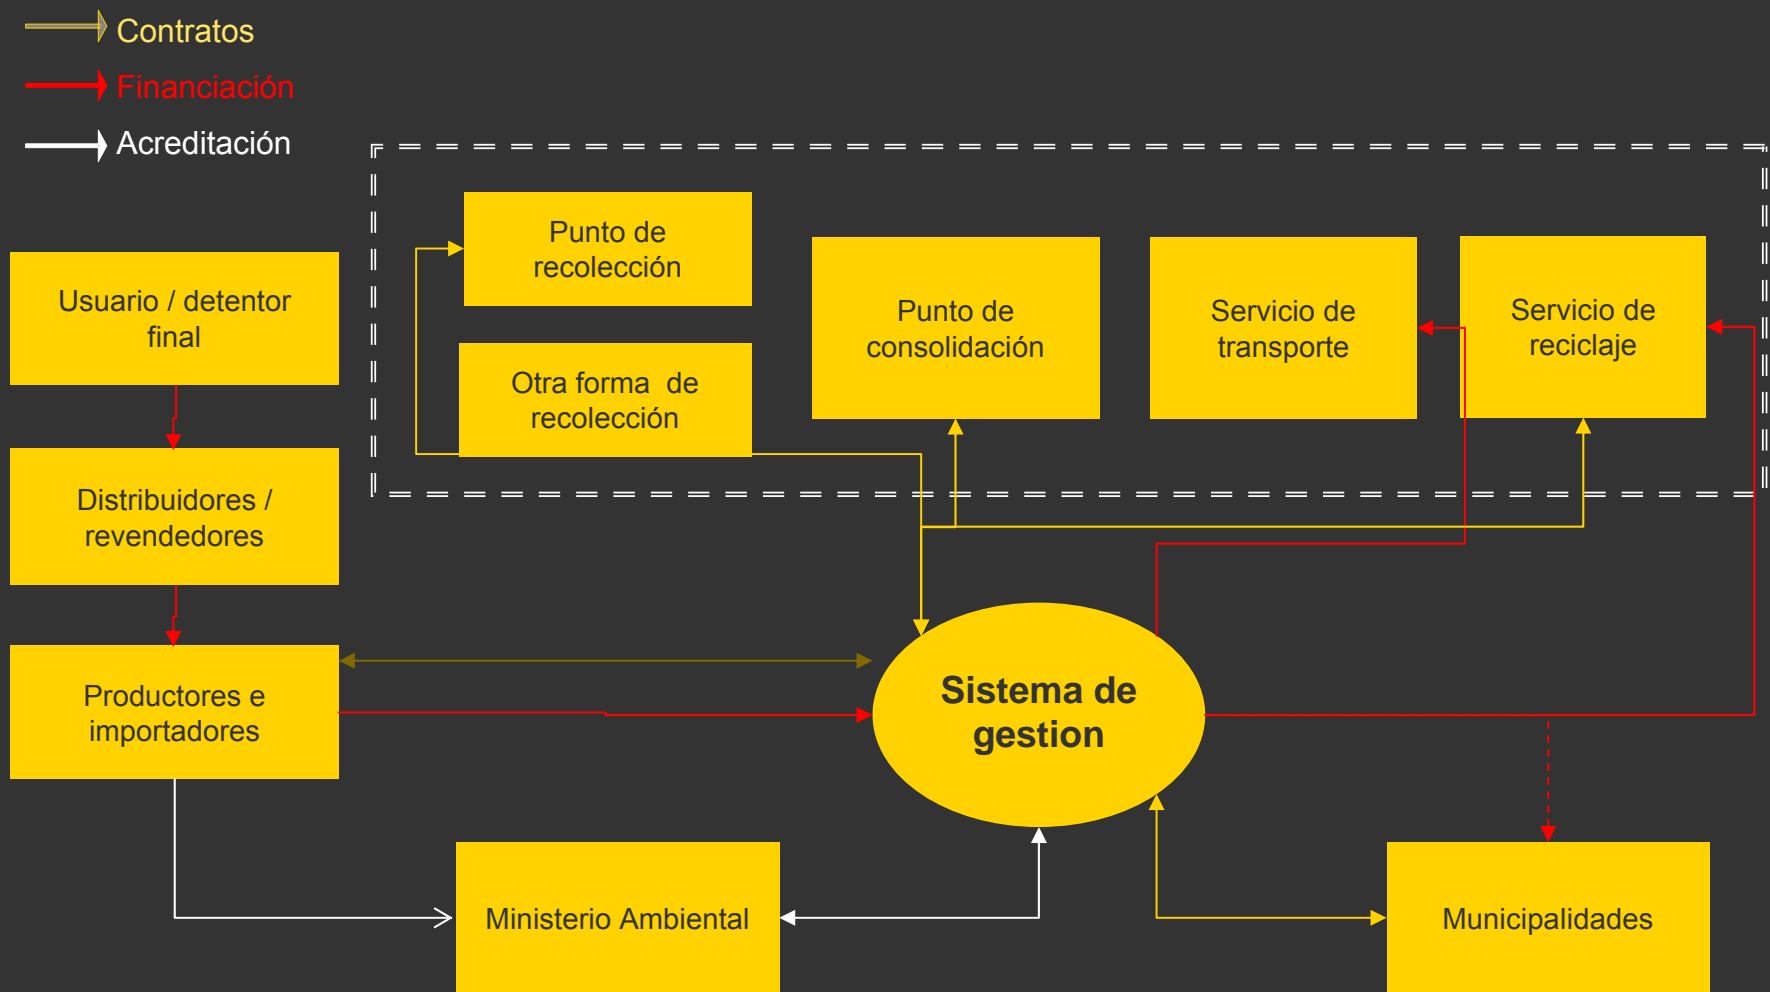 Contratos
Financiación
Acreditación
Punto de
recolección
Otra forma  de
recolección
Punto de
consolidación
Servicio de
transporte
Servicio de
reciclaje
Usuario / detentor
final
Distribuidores /
revendedores
Productores e
importadores
Sistema de
gestion
Ministerio Ambiental
Municipalidades